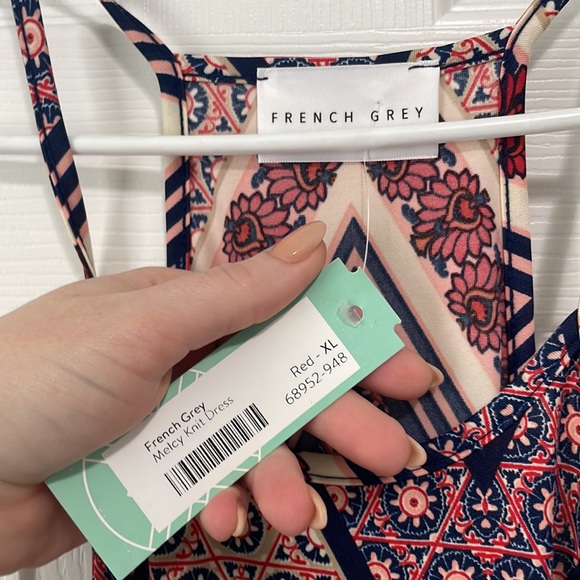 FRENCH GREY
French Grey
Melcy Knit Dress
Red - XL
68952-948